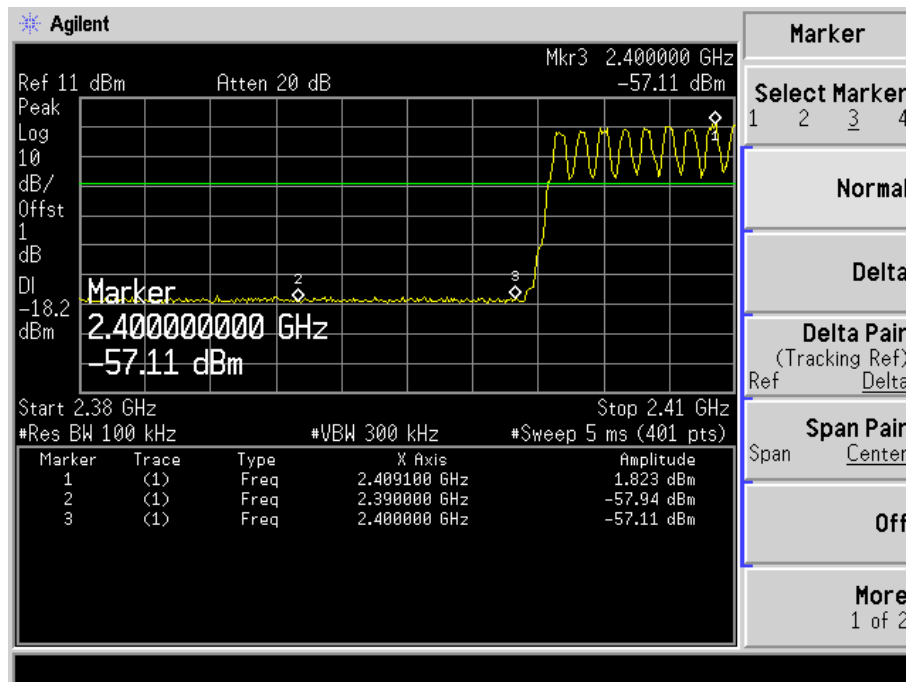 Agilent
Mkr3 2.400000 GHz
Ref 11 dBm Atten 20 dB -57.11 dBm
Peak
Log
10
dB/
Offst
1
dB
DI
-18.2
dBm
1
2
3
Marker
2.400000000 GHz
-57.11 dBm
Start 2.38 GHz Stop 2.41 GHz
#Res BW 100 kHz #VBW 300 kHz #Sweep 5 ms (401 pts)
Marker Trace Type X Axis Amplitude
1 (1) Freq 2.409100 GHz 1.823 dBm
2 (1) Freq 2.390000 GHz -57.94 dBm
3 (1) Freq 2.400000 GHz -57.11 dBm
Marker
Select Marker
1 2 3 4
Normal
Delta
Delta Pair
(Tracking Ref)
Ref Delta
Span Pair
Span Center
Off
More
1 of 2